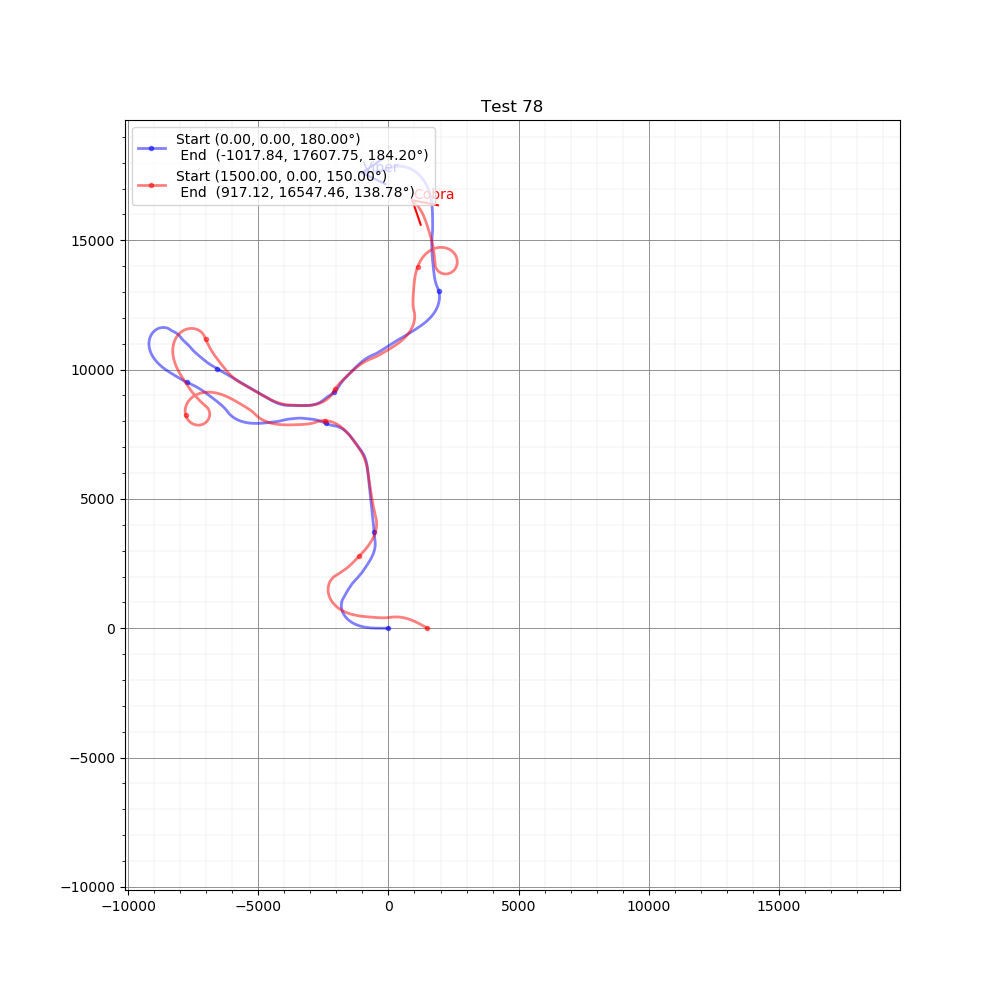 Test 78
Start (0.00, 0.00, 180.00°)
End (-1017.84, 17607.75, 184.20°)
Start (1500.00, 0.00, 150.00°)
End (917.12, 16547.46, 138.78°)
Viper
Cobra
15000
10000
5000
0
−5000
−10000
−10000 −5000 0 5000 10000 15000